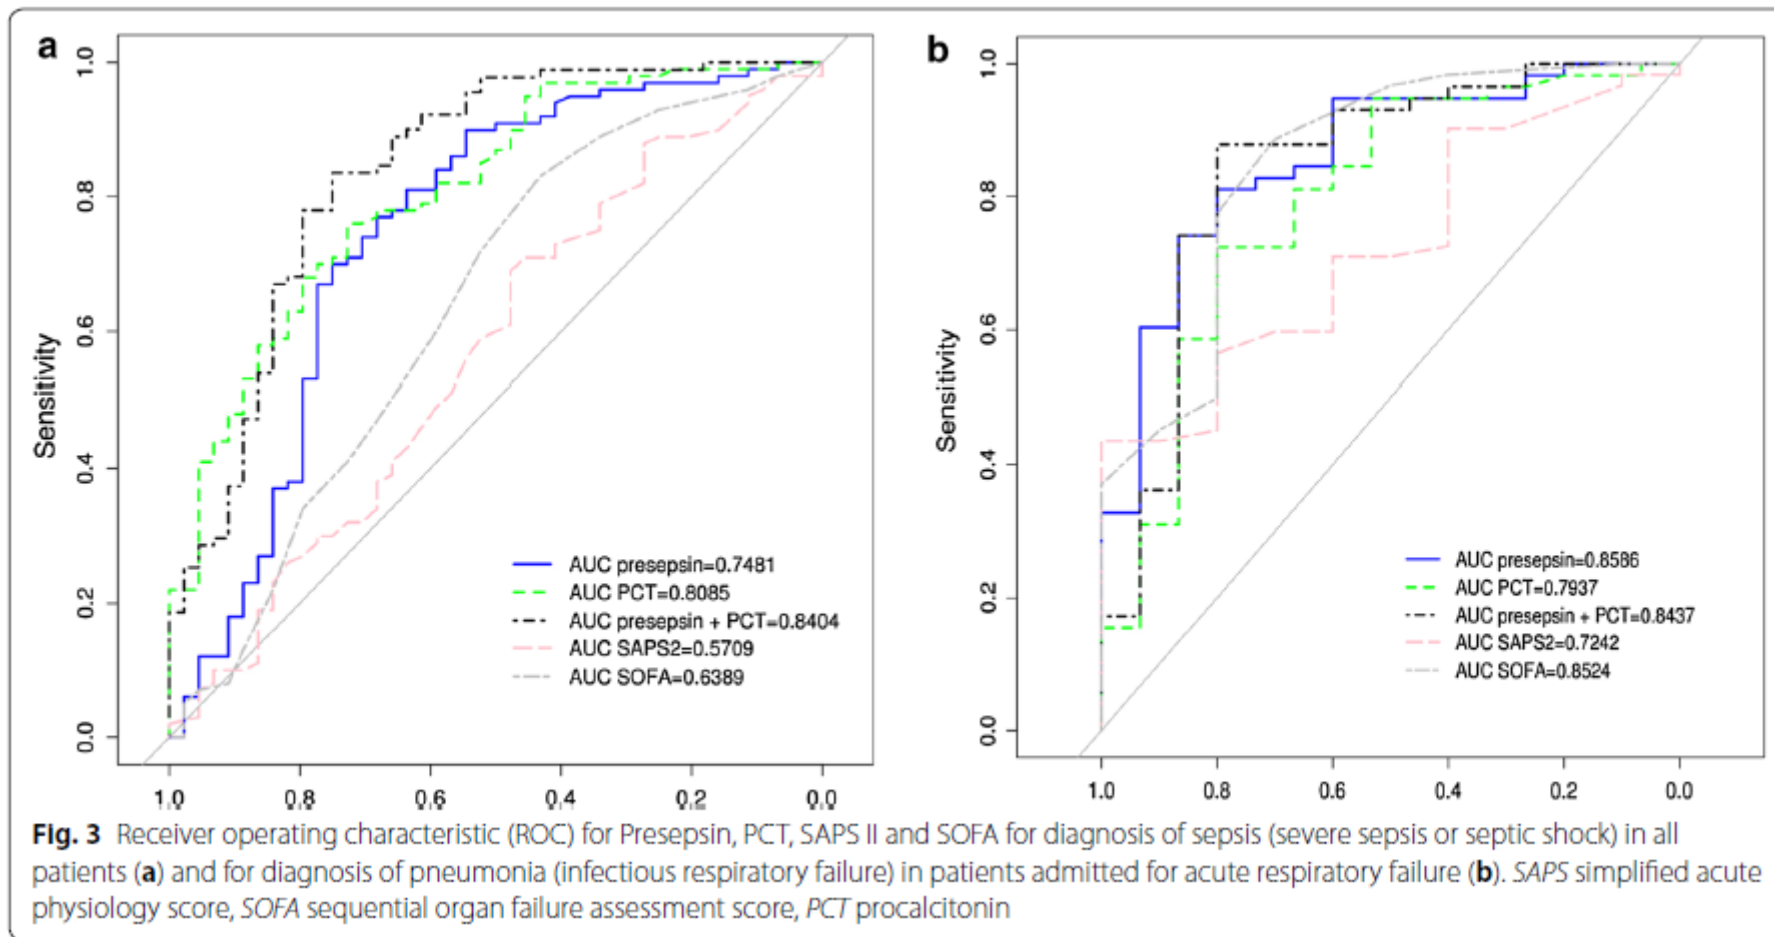 a
1.0
0.8
0.6
0.4
0.2
0.0
Sensitivity
AUC presepsin=0.7481
AUC PCT=0.8085
AUC presepsin + PCT=0.8404
AUC SAPS2=0.5709
AUC SOFA=0.6389
1.0 0.8 0.6 0.4 0.2 0.0
b
1.0
0.8
0.6
0.4
0.2
0.0
Sensitivity
AUC presepsin=0.8586
AUC PCT=0.7937
AUC presepsin + PCT=0.8437
AUC SAPS2=0.7242
AUC SOFA=0.8524
1.0 0.8 0.6 0.4 0.2 0.0
Fig. 3 Receiver operating characteristic (ROC) for Presepsin, PCT, SAPS II and SOFA for diagnosis of sepsis (severe sepsis or septic shock) in all
patients (a) and for diagnosis of pneumonia (infectious respiratory failure) in patients admitted for acute respiratory failure (b). SAPS simplified acute
physiology score, SOFA sequential organ failure assessment score, PCT procalcitonin